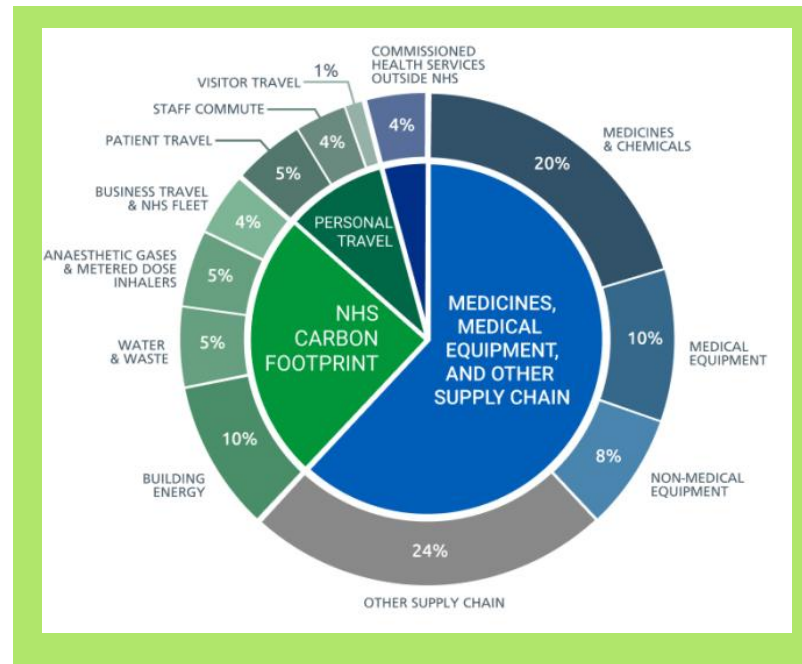 COMMISSIONED
HEALTH SERVICES
OUTSIDE NHS
4%
1%
VISITOR TRAVEL
STAFF COMMUTE
4%
PATIENT TRAVEL
5%
BUSINESS TRAVEL
& NHS FLEET
4%
ANAESTHETIC GASES
& METERED DOSE
INHALERS
5%
WATER
& WASTE
5%
BUILDING
ENERGY
10%
MEDICINES
& CHEMICALS
20%
MEDICAL
EQUIPMENT
10%
NON-MEDICAL
EQUIPMENT
8%
24%
OTHER SUPPLY CHAIN
PERSONAL
TRAVEL
NHS
CARBON
FOOTPRINT
MEDICINES,
MEDICAL
EQUIPMENT,
AND OTHER
SUPPLY CHAIN